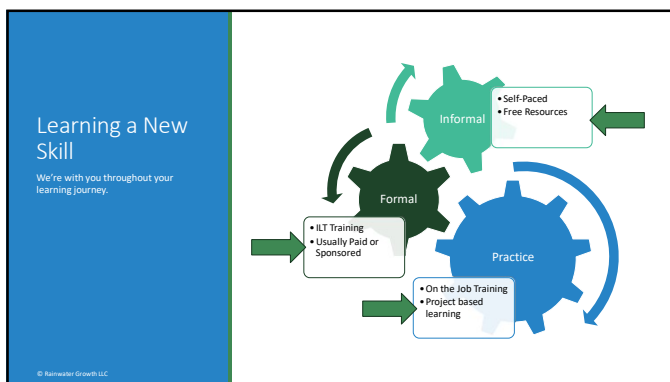 Learning a New
Skill
We're with you throughout your
learning journey.
Informal
• Self-Paced
• Free Resources
Formal
• ILT Training
• Usually Paid or
Sponsored
Practice
• On the Job Training
• Project based
learning
© Rainwater Growth LLC